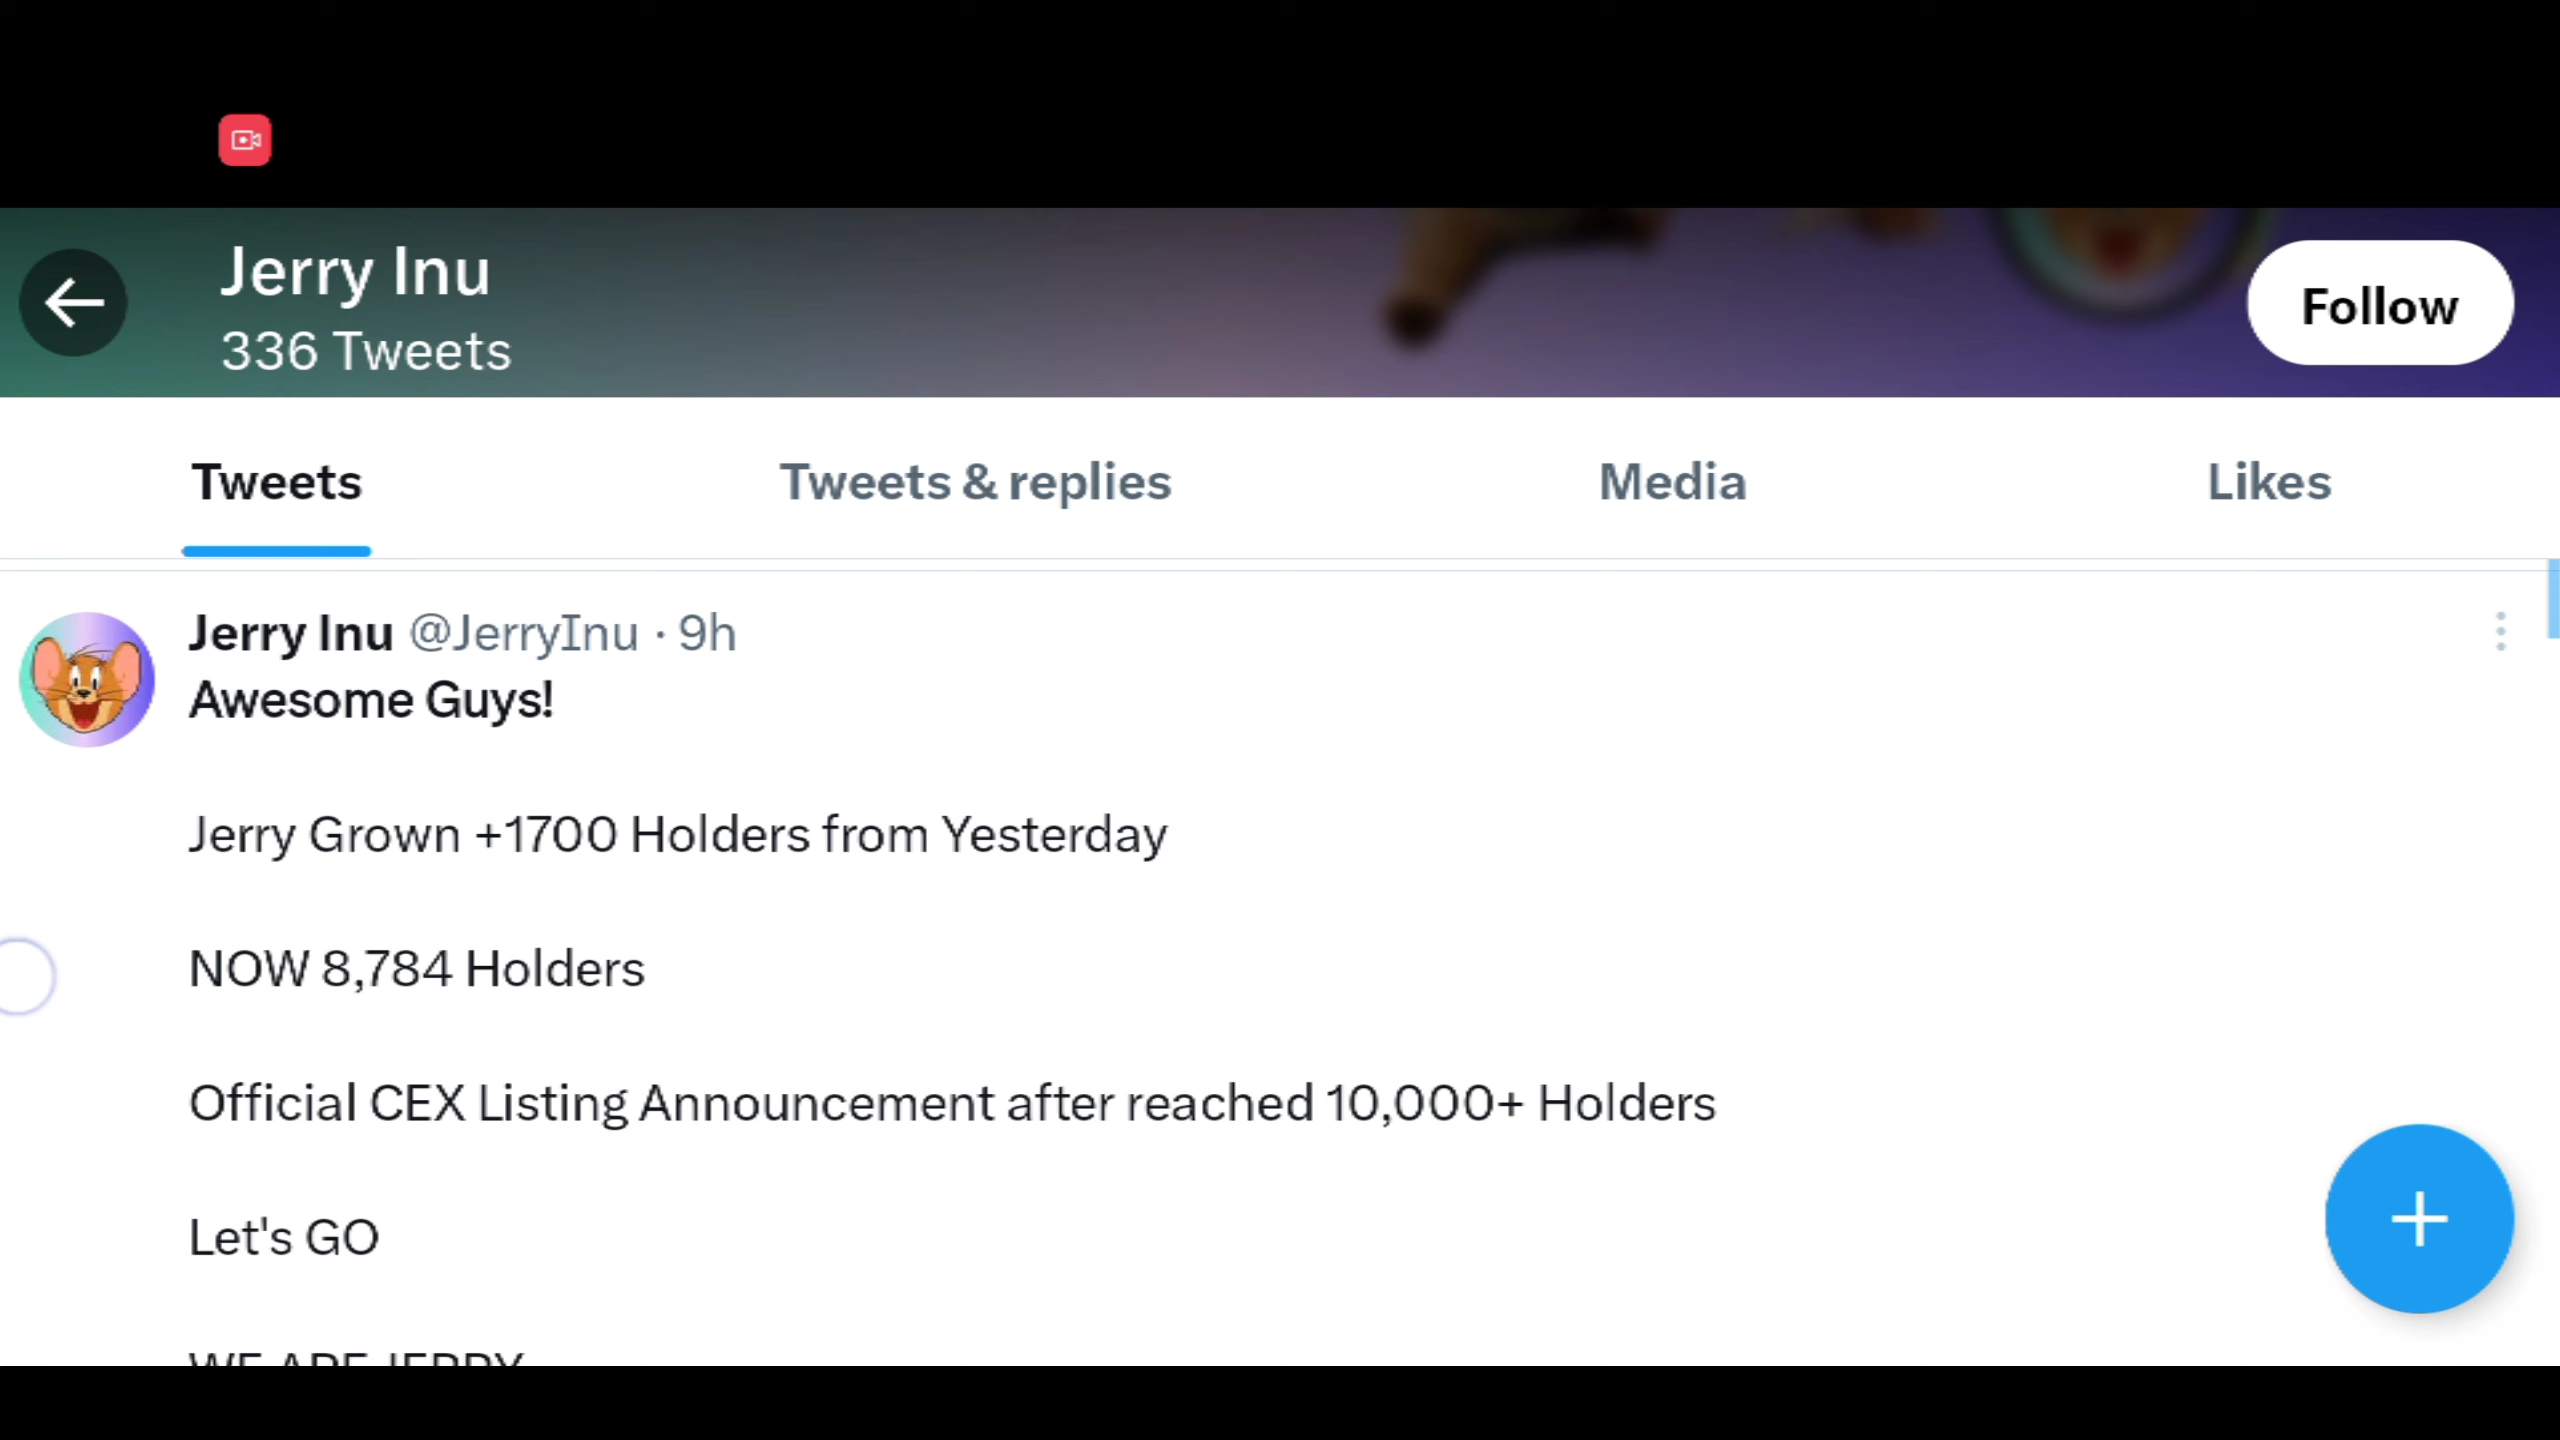 Jerry Inu
336 Tweets
Follow
Tweets
Tweets & replies
Media
Likes
Jerry Inu @JerryInu · 9h
Awesome Guys!
Jerry Grown +1700 Holders from Yesterday
NOW 8,784 Holders
Official CEX Listing Announcement after reached 10,000+ Holders
Let's GO
WE ARE JERRY